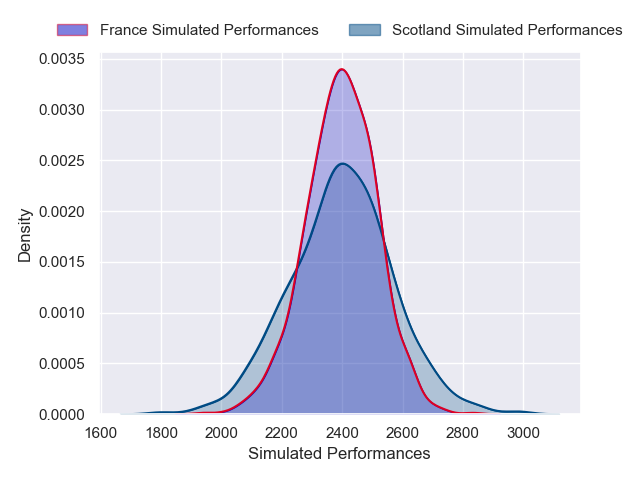 France Simulated Performances Scotland Simulated Performances
0.0035
0.0030
0.0025
0.0020
0.0015
0.0010
0.0005
0.0000
Density
1600 1800 2000 2200 2400 2600 2800 3000
Simulated Performances